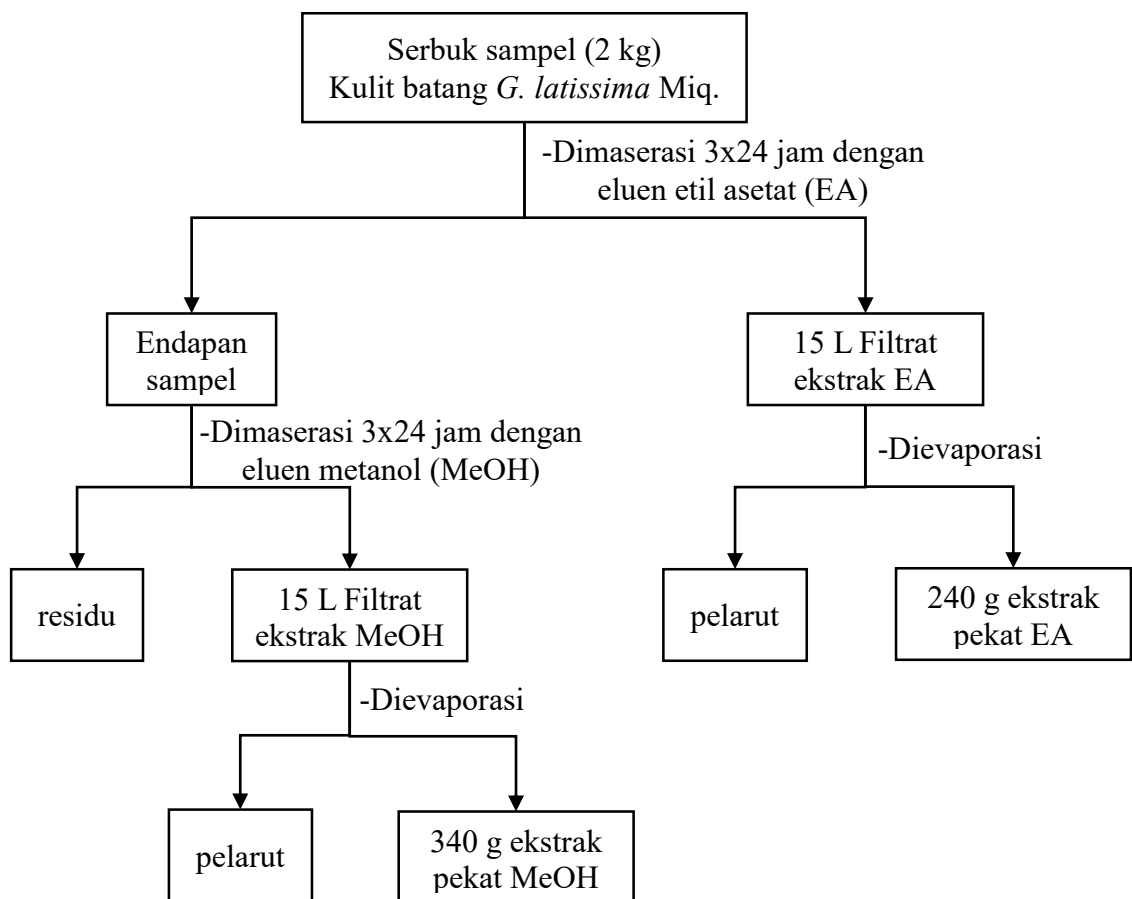 Serbuk sampel (2 kg)
Kulit batang G. latissima Miq.
-Dimaserasi 3x24 jam dengan
eluen etil asetat (EA)
Endapan
sampel
15 L Filtrat
ekstrak EA
-Dimaserasi 3x24 jam dengan
eluen metanol (MeOH)
-Dievaporasi
residu
15 L Filtrat
ekstrak MeOH
pelarut
240 g ekstrak
pekat EA
-Dievaporasi
pelarut
340 g ekstrak
pekat MeOH